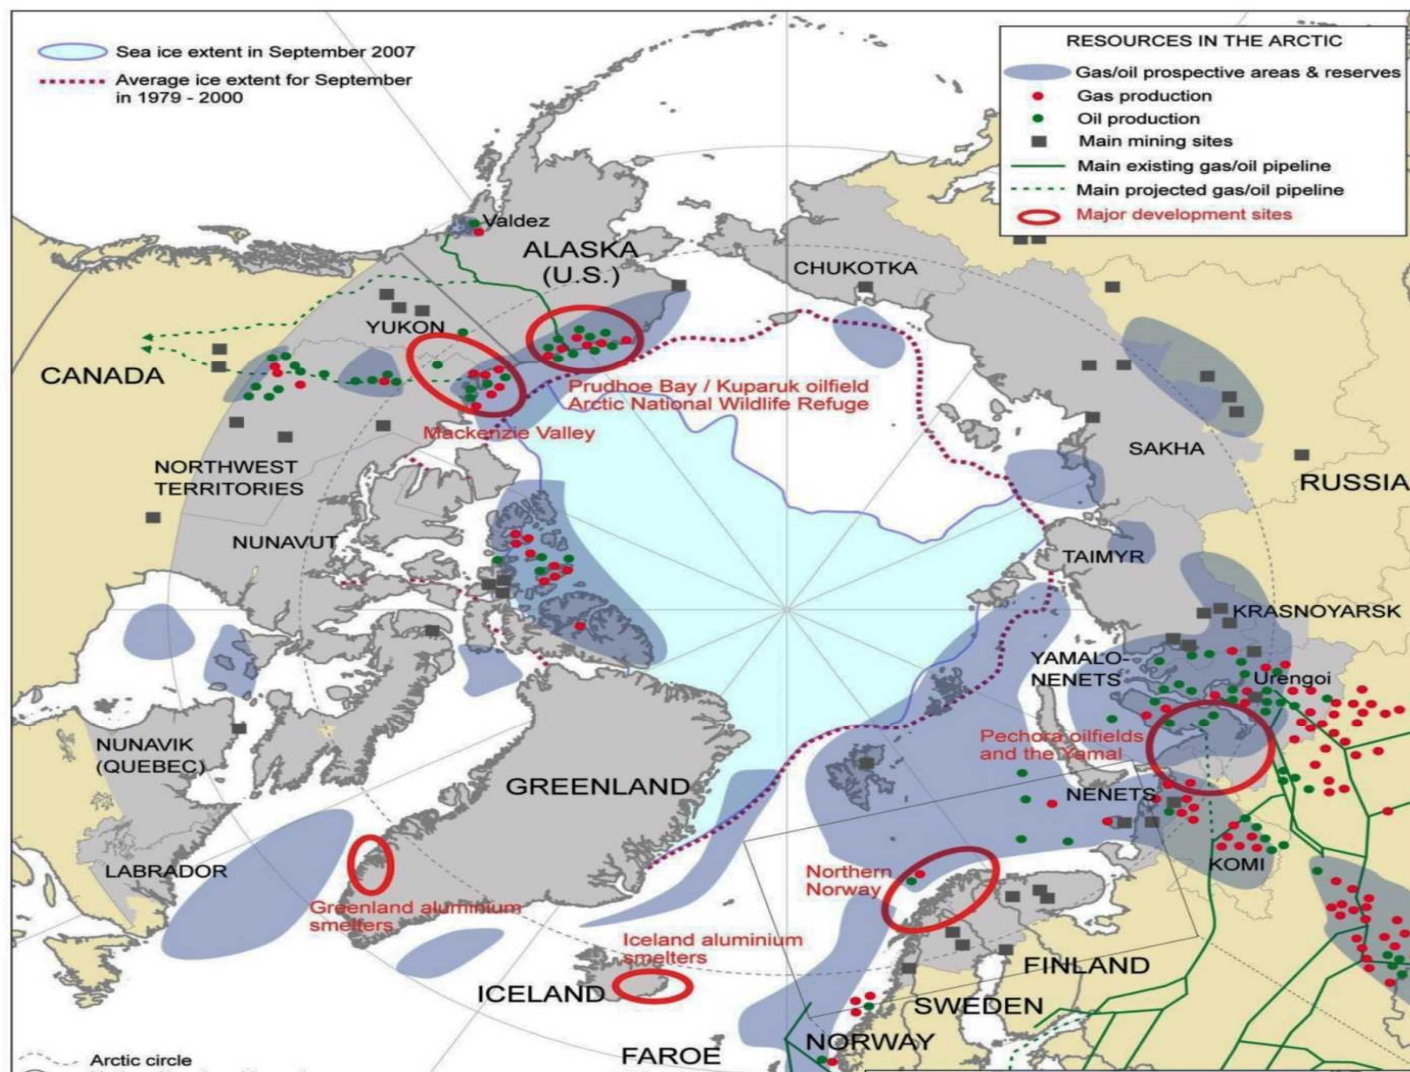 Sea ice extent in September 2007
Average ice extent for September
in 1979 - 2000
RESOURCES IN THE ARCTIC
Gas/oil prospective areas & reserves
Gas production
Oil production
Main mining sites
Main existing gas/oil pipeline
Main projected gas/oil pipeline
Major development sites
Valdez
ALASKA
(U.S.)
CHUKOTKA
YUKON
CANADA
Prudhoe Bay / Kuparuk oilfield
Arctic National Wildlife Refuge
Mackenzie Valley
NORTHWEST
TERRITORIES
SAKHA
RUSSIA
NUNAVUT
TAIMYR
KRASNOYARSK
YAMALO-
NENETS
Urengoi
Pechora oilfields
and the Yamal
NENETS
NUNAVIK
(QUEBEC)
GREENLAND
LABRADOR
KOMI
Northern
Norway
Greenland aluminium
smelters
Iceland aluminium
smelters
ICELAND
FINLAND
SWEDEN
NORWAY
FAROE
Arctic circle